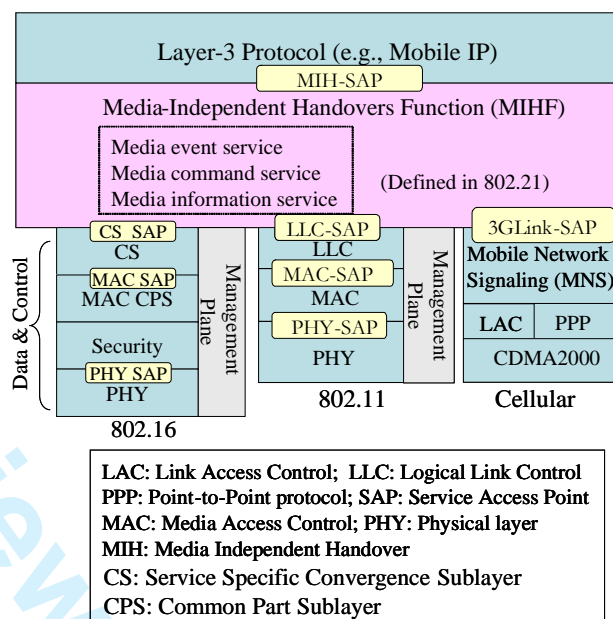 Layer-3 Protocol (e.g., Mobile IP)
MIH-SAP
Media-Independent Handovers Function (MIHF)
Media event service
Media command service
Media information service
(Defined in 802.21)
Data & Control
CS SAP
CS
MAC SAP
MAC CPS
Security
PHY SAP
PHY
Management
Plane
802.16
LLC-SAP
LLC
MAC-SAP
MAC
PHY-SAP
PHY
Management
Plane
802.11
3GLink-SAP
Mobile Network
Signaling (MNS)
LAC
PPP
CDMA2000
Cellular
LAC: Link Access Control; LLC: Logical Link Control
PPP: Point-to-Point protocol; SAP: Service Access Point
MAC: Media Access Control; PHY: Physical layer
MIH: Media Independent Handover
CS: Service Specific Convergence Sublayer
CPS: Common Part Sublayer